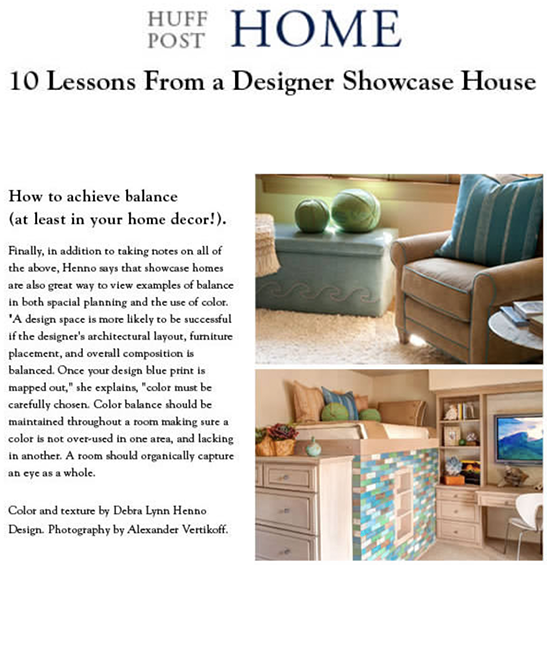 HUFF
POST
HOME
10 Lessons From a Designer Showcase House
How to achieve balance
(at least in your home decor!).
Finally, in addition to taking notes on all of
the above, Henno says that showcase homes
are also great way to view examples of balance
in both spacial planning and the use of color.
"A design space is more likely to be successful
if the designer's architectural layout, furniture
placement, and overall composition is
balanced. Once your design blue print is
mapped out," she explains, "color must be
carefully chosen. Color balance should be
maintained throughout a room making sure a
color is not over-used in one area, and lacking
in another. A room should organically capture
an eye as a whole.
Color and texture by Debra Lynn Henno
Design. Photography by Alexander Vertikoff.